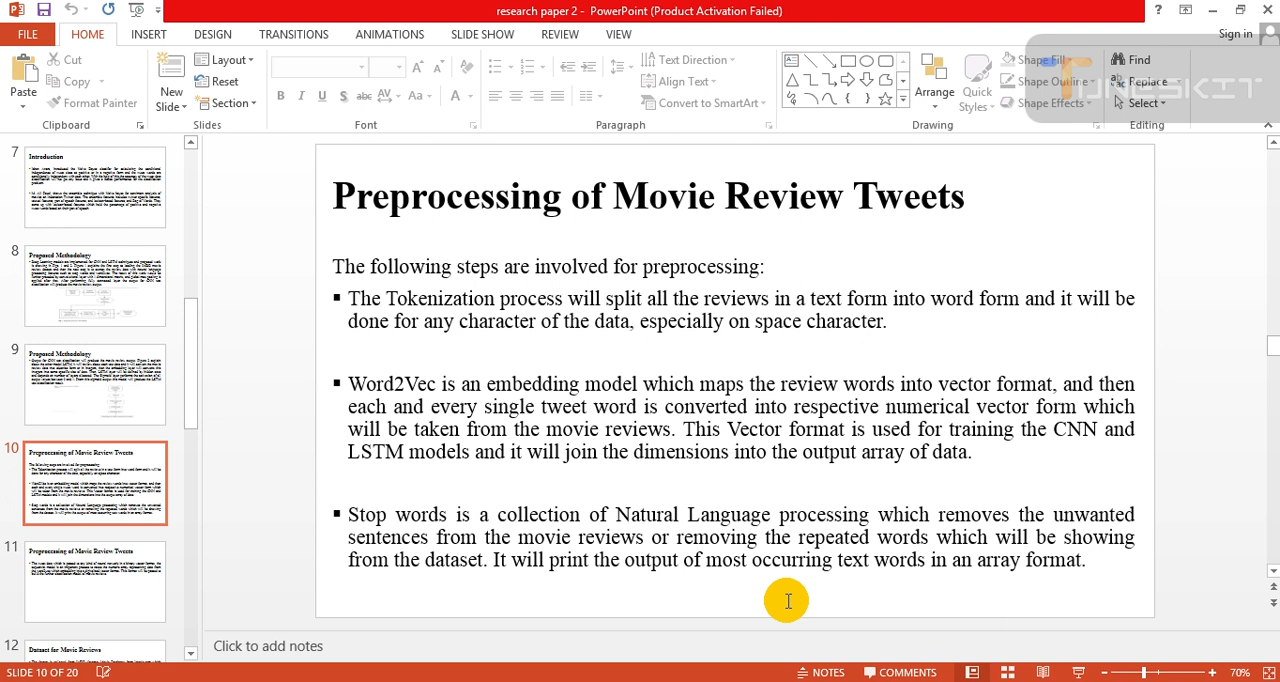 research paper 2 - PowerPoint (Product Activation Failed)
Sign in
FILE HOME INSERT DESIGN TRANSITIONS ANIMATIONS SLIDE SHOW REVIEW VIEW
TUNESKIT
Paste
Cut
Copy
Format Painter
Clipboard
New
Slide
Layout
Reset
Section
Slides
B I U S abc AV Aa A
Font
Text Direction
Align Text
Convert to SmartArt
Paragraph
Arrange
Quick
Styles
Shape Fill
Shape Outline
Shape Effects
Drawing
Find
Replace
Select
Editing
7
Introduction
8
Proposed Methodology
9
Proposed Methodology
10
Preprocessing of Movie Review Tweets
11
Preprocessing of Movie Review Tweets
12
Dataset for Movie Reviews
Preprocessing of Movie Review Tweets
The following steps are involved for preprocessing:
▪ The Tokenization process will split all the reviews in a text form into word form and it will be
done for any character of the data, especially on space character.
▪ Word2Vec is an embedding model which maps the review words into vector format, and then
each and every single tweet word is converted into respective numerical vector form which
will be taken from the movie reviews. This Vector format is used for training the CNN and
LSTM models and it will join the dimensions into the output array of data.
▪ Stop words is a collection of Natural Language processing which removes the unwanted
sentences from the movie reviews or removing the repeated words which will be showing
from the dataset. It will print the output of most occuring text words in an array format.
Click to add notes
SLIDE 10 OF 20
NOTES
COMMENTS
70%